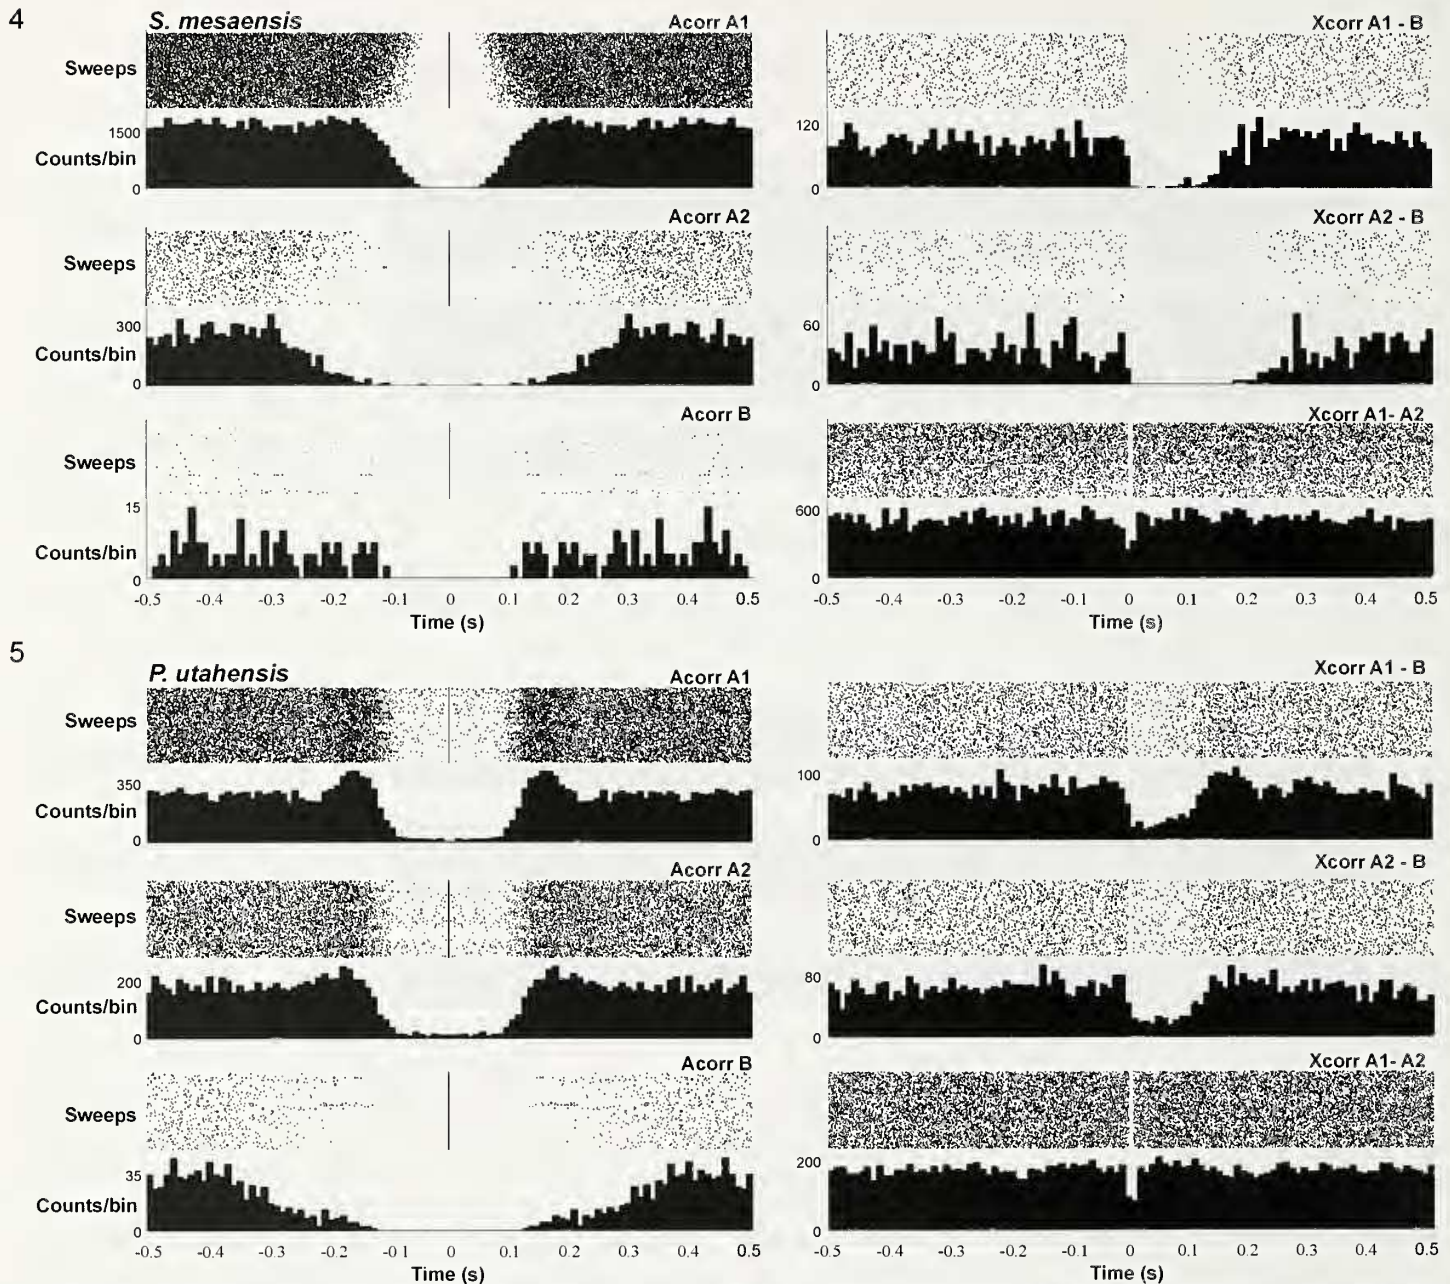 4
S. mesaensis
Acorr A1
Sweeps
1500
Counts/bin
0
Acorr A2
Sweeps
300
Counts/bin
0
Acorr B
Sweeps
15
Counts/bin
0
-0.5 -0.4 -0.3 -0.2 -0.1 0 0.1 0.2 0.3 0.4 0.5
Time (s)
Xcorr A1 - B
120
0
Xcorr A2 - B
60
0
Xcorr A1- A2
600
0
-0.5 -0.4 -0.3 -0.2 -0.1 0 0.1 0.2 0.3 0.4 0.5
Time (s)
5
P. utahensis
Acorr A1
Sweeps
350
Counts/bin
0
Acorr A2
Sweeps
200
Counts/bin
0
Acorr B
Sweeps
35
Counts/bin
0
-0.5 -0.4 -0.3 -0.2 -0.1 0 0.1 0.2 0.3 0.4 0.5
Time (s)
Xcorr A1 - B
100
0
Xcorr A2 - B
80
0
Xcorr A1- A2
200
0
-0.5 -0.4 -0.3 -0.2 -0.1 0 0.1 0.2 0.3 0.4 0.5
Time (s)